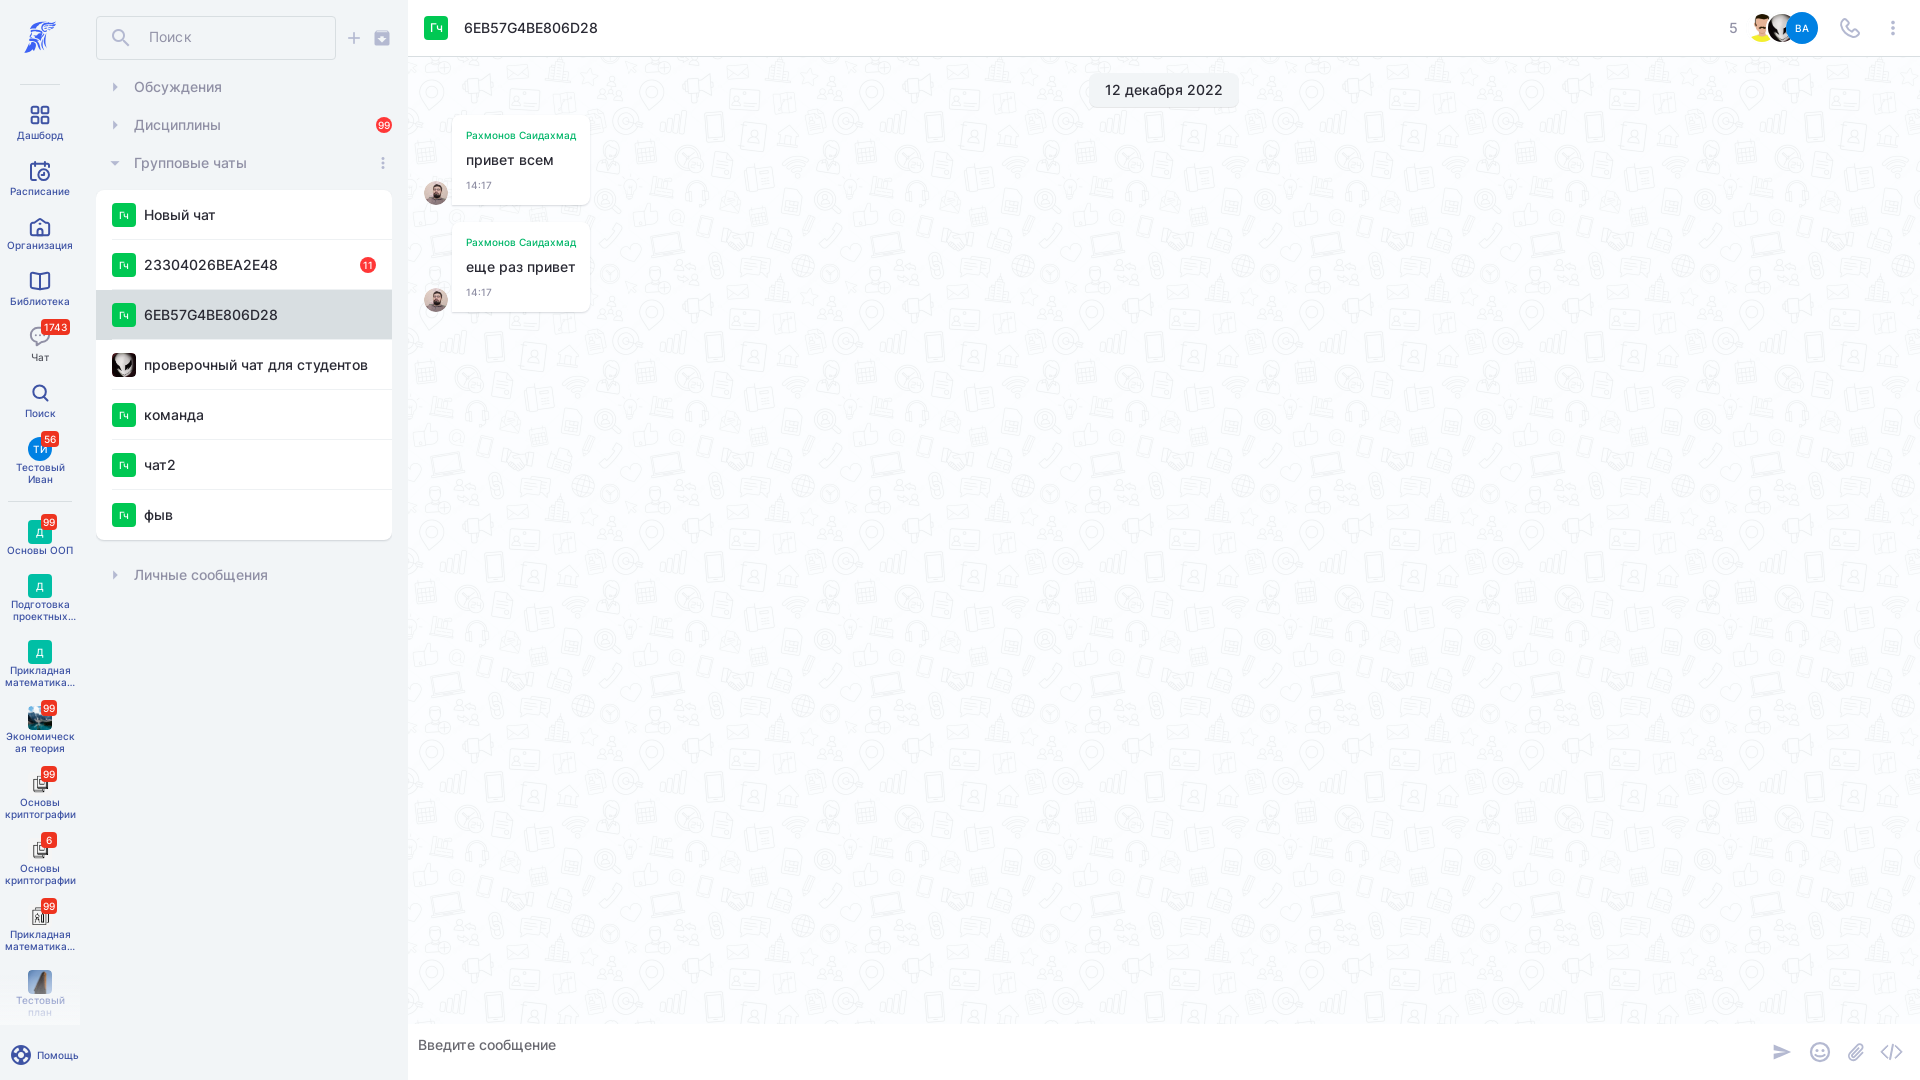 Дашборд
Расписание
Организация
Библиотека
1743
Чат
Поиск
56
ТИ
Тестовый
Иван
99
Д
Основы ООП
Д
Подготовка
проектных...
Д
Прикладная
математика...
99
Экономическ
ая теория
99
Основы
криптографии
6
Основы
криптографии
99
Прикладная
математика...
Тестовый
план
Помощь
Поиск
Обсуждения
Дисциплины
99
Групповые чаты
Гч Новый чат
Гч 23304026BEA2E48 11
Гч 6EB57G4BE806D28
проверочный чат для студентов
Гч команда
Гч чат2
Гч фыв
Личные сообщения
Гч 6EB57G4BE806D28
5
ВА
12 декабря 2022
Рахмонов Саидахмад
привет всем
14:17
Рахмонов Саидахмад
еще раз привет
14:17
Введите сообщение